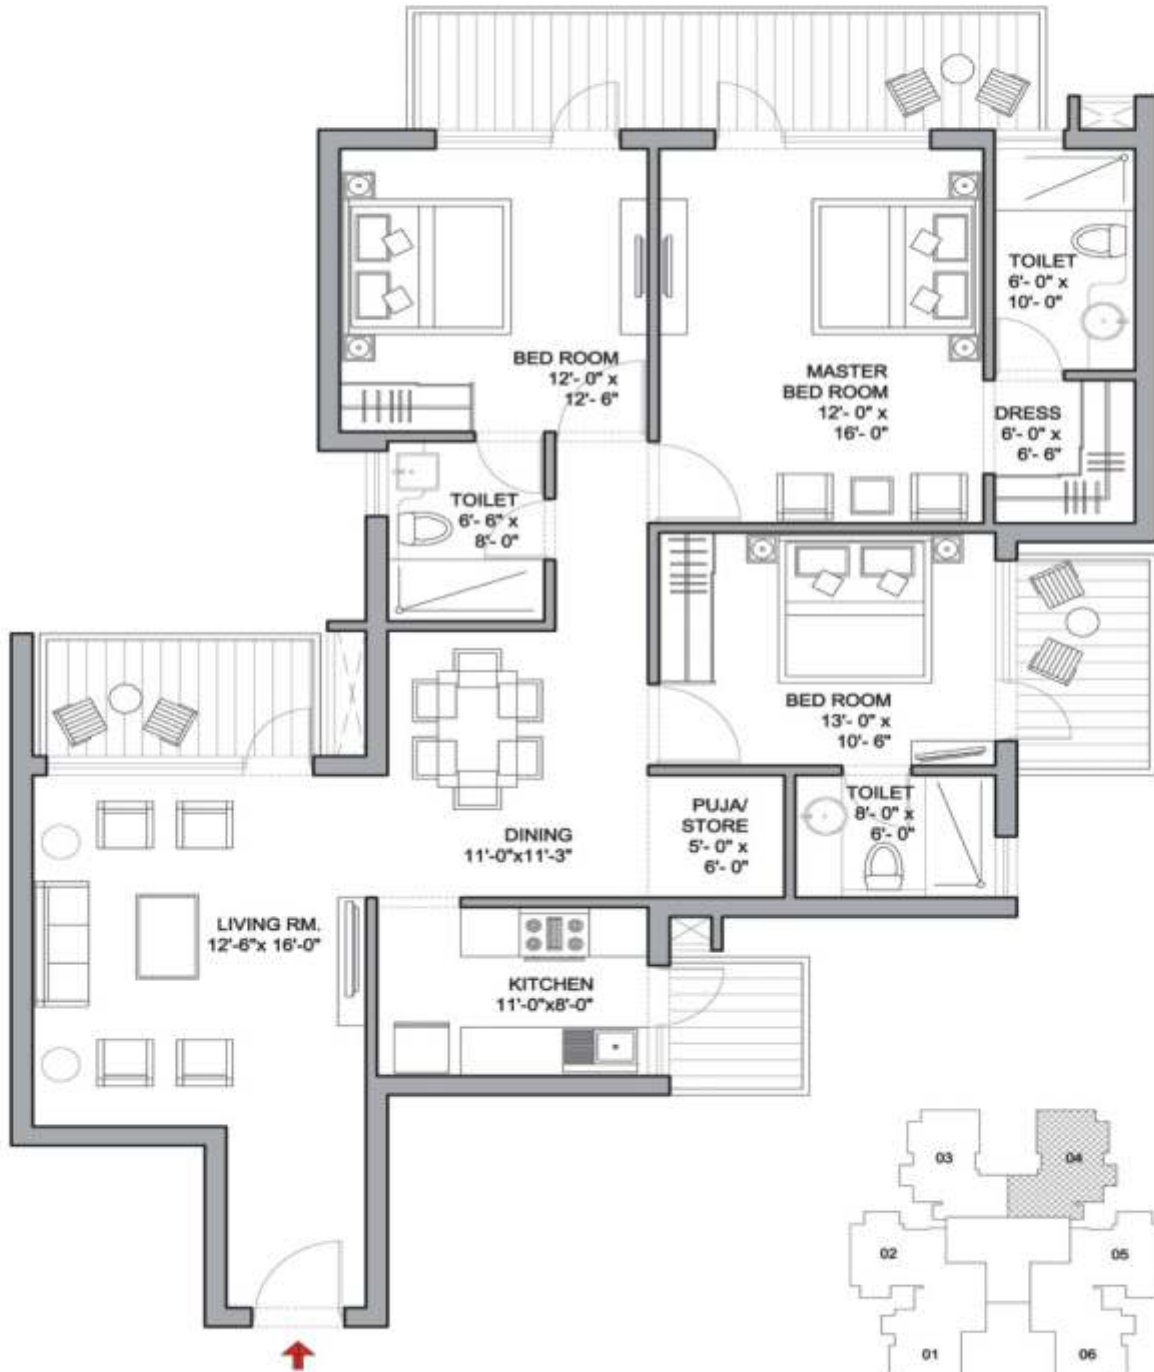 TOILET
6'- 0" x
10'- 0"
BED ROOM
12'- 0" x
12'- 6"
MASTER
BED ROOM
12'- 0" x
16'- 0"
DRESS
6'- 0" x
6'- 6"
TOILET
6'- 6" x
8'- 0"
BED ROOM
13'- 0" x
10'- 6"
TOILET
8'- 0" x
6'- 0"
PUJA/
STORE
5'- 0" x
6'- 0"
DINING
11'-0"x11'-3"
LIVING RM.
12'-6"x 16'-0"
KITCHEN
11'-0"x8'-0"
03
04
02
05
01
06